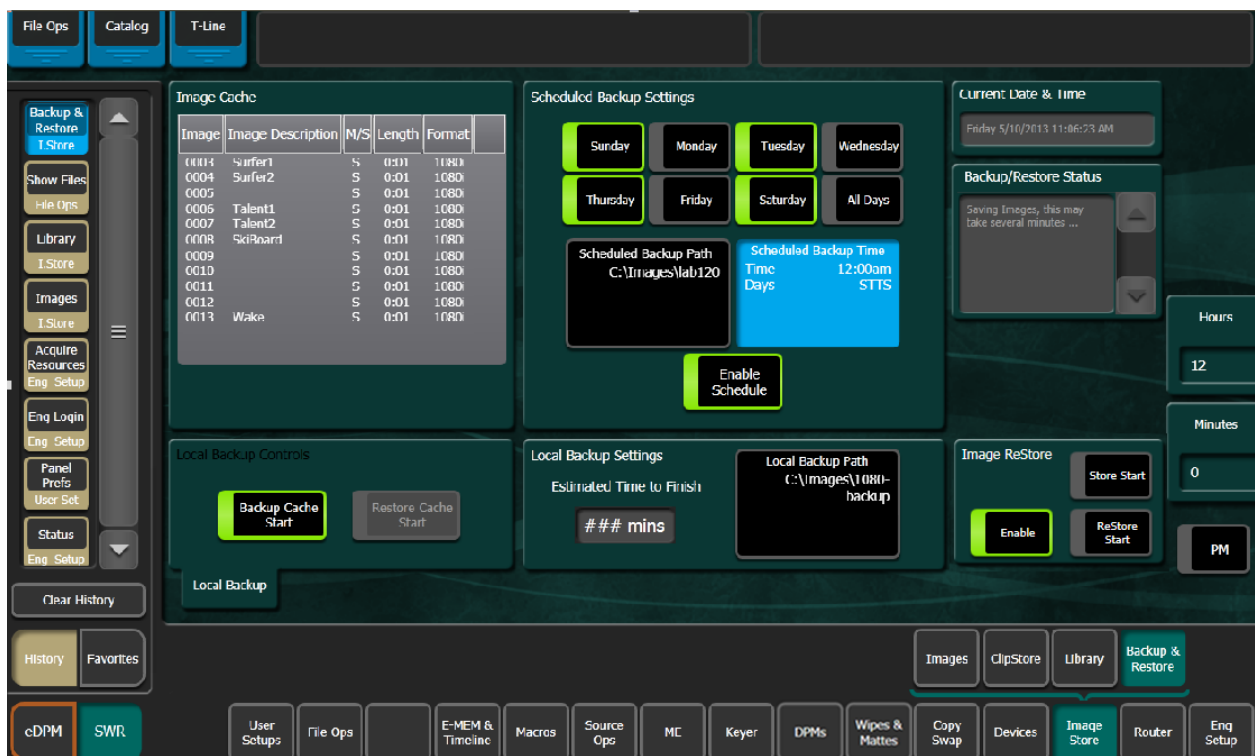 File Ops
Catalog
T-Line
Backup &
Restore
I.Store
Show Files
File Ops
Library
I.Store
Images
I.Store
Acquire
Resources
Eng Setup
Eng Login
Eng Setup
Panel
Prefs
User Set
Status
Eng Setup
Clear History
History
Favorites
Image Cache
Image Image Description M/S Length Format
0003 Surfer1 S 0:01 1080i
0004 Surfer2 S 0:01 1080i
0005 S 0:01 1080i
0006 Talent1 S 0:01 1080i
0007 Talent2 S 0:01 1080i
0008 SkiBoard S 0:01 1080i
0009 S 0:01 1080i
0010 S 0:01 1080i
0011 S 0:01 1080i
0012 S 0:01 1080i
0013 Wake S 0:01 1080i
Scheduled Backup Settings
Sunday
Monday
Tuesday
Wednesday
Thursday
Friday
Saturday
All Days
Scheduled Backup Path
C:\Images\lab120
Scheduled Backup Time
Time 12:00am
Days STTS
Enable
Schedule
Current Date & Time
Friday 5/10/2013 11:06:23 AM
Backup/Restore Status
Saving Images, this may
take several minutes ...
Hours
12
Minutes
0
PM
Local Backup Controls
Backup Cache
Start
Restore Cache
Start
Local Backup
Local Backup Settings
Estimated Time to Finish
### mins
Local Backup Path
C:\Images\1080-
backup
Image ReStore
Store Start
Enable
ReStore
Start
Images
ClipStore
Library
Backup &
Restore
eDPM
SWR
User
Setups
File Ops
E-MEM &
Timeline
Macros
Source
Ops
ME
Keyer
DPMs
Wipes &
Mattes
Copy
Swap
Devices
Image
Store
Router
Eng
Setup